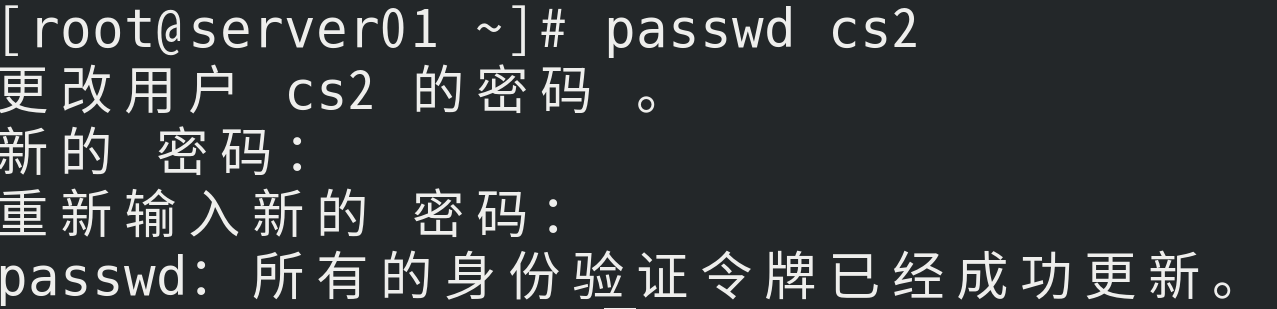 [root@server01 ~]# passwd cs2
更改用户 cs2 的密码 。
新的 密码：
重新输入新的 密码：
passwd：所有的身份验证令牌已经成功更新。